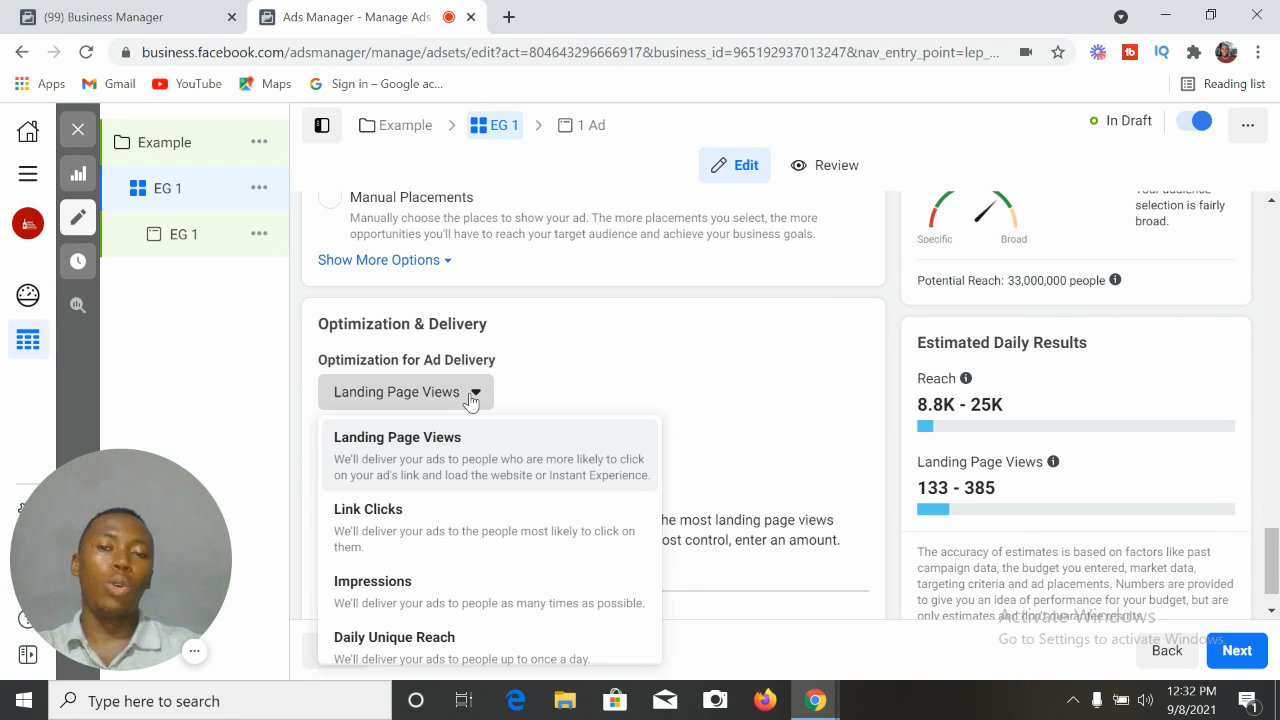 (99) Business Manager
Ads Manager - Manage Ads
business.facebook.com/adsmanager/manage/adsets/edit?act=804643296666917&business_id=965192937013247&nav_entry_point=lep_...
Apps
Gmail
YouTube
Maps
Sign in – Google ac...
Reading list
Example
EG 1
EG 1
Example
EG 1
1 Ad
In Draft
Edit
Review
Manual Placements
Manually choose the places to show your ad. The more placements you select, the more
opportunities you'll have to reach your target audience and achieve your business goals.
Show More Options
Optimization & Delivery
Optimization for Ad Delivery
Landing Page Views
Landing Page Views
We'll deliver your ads to people who are more likely to click
on your ad's link and load the website or Instant Experience.
Link Clicks
We'll deliver your ads to the people most likely to click on
them.
Impressions
We'll deliver your ads to people as many times as possible.
Daily Unique Reach
We'll deliver your ads to people up to once a day.
he most landing page views
ost control, enter an amount.
Your audience
selection is fairly
broad.
Specific
Broad
Potential Reach: 33,000,000 people
Estimated Daily Results
Reach
8.8K - 25K
Landing Page Views
133 - 385
The accuracy of estimates is based on factors like past
campaign data, the budget you entered, market data,
targeting criteria and ad placements. Numbers are provided
to give you an idea of performance for your budget, but are
only estimates and don't guarantee results.
Activate Windows
Go to Settings to activate Windows.
Back
Next
Type here to search
12:32 PM
9/8/2021